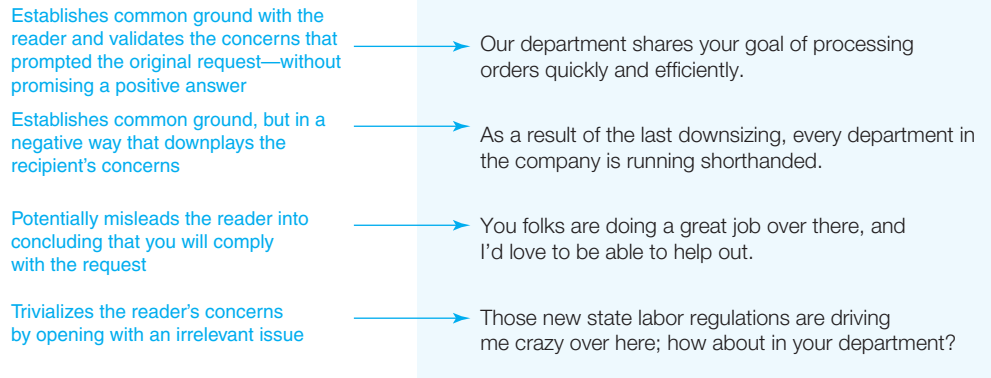 Establishes common ground with the
reader and validates the concerns that
prompted the original request—without
promising a positive answer
Our department shares your goal of processing
orders quickly and efficiently.
Establishes common ground, but in a
negative way that downplays the
recipient's concerns
As a result of the last downsizing, every department in
the company is running shorthanded.
Potentially misleads the reader into
concluding that you will comply
with the request
You folks are doing a great job over there, and
I'd love to be able to help out.
Trivializes the reader's concerns
by opening with an irrelevant issue
Those new state labor regulations are driving
me crazy over here; how about in your department?